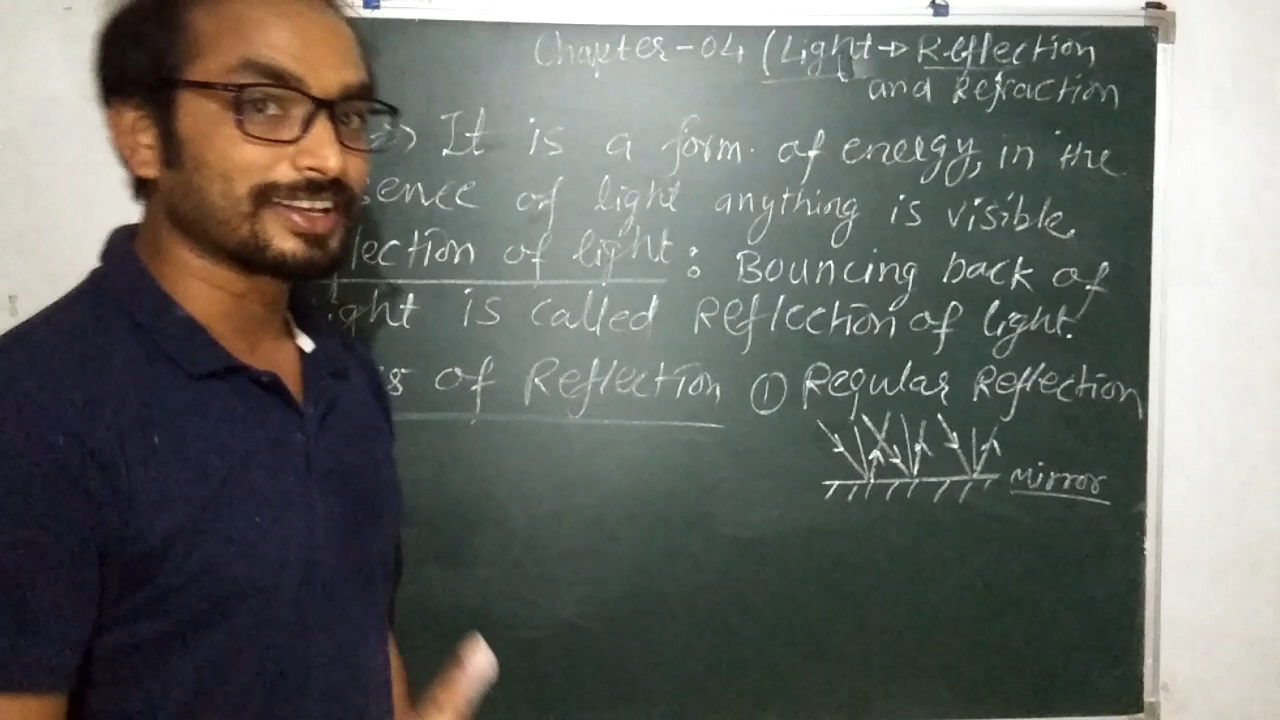 Chapter-04 (Light → Reflection
and Refraction
It is a form of energy, in the
sence of light anything is visible.
lection of light: Bouncing back of
ight is called Reflection of light.
of Reflection ① Regular Reflection
Mirror